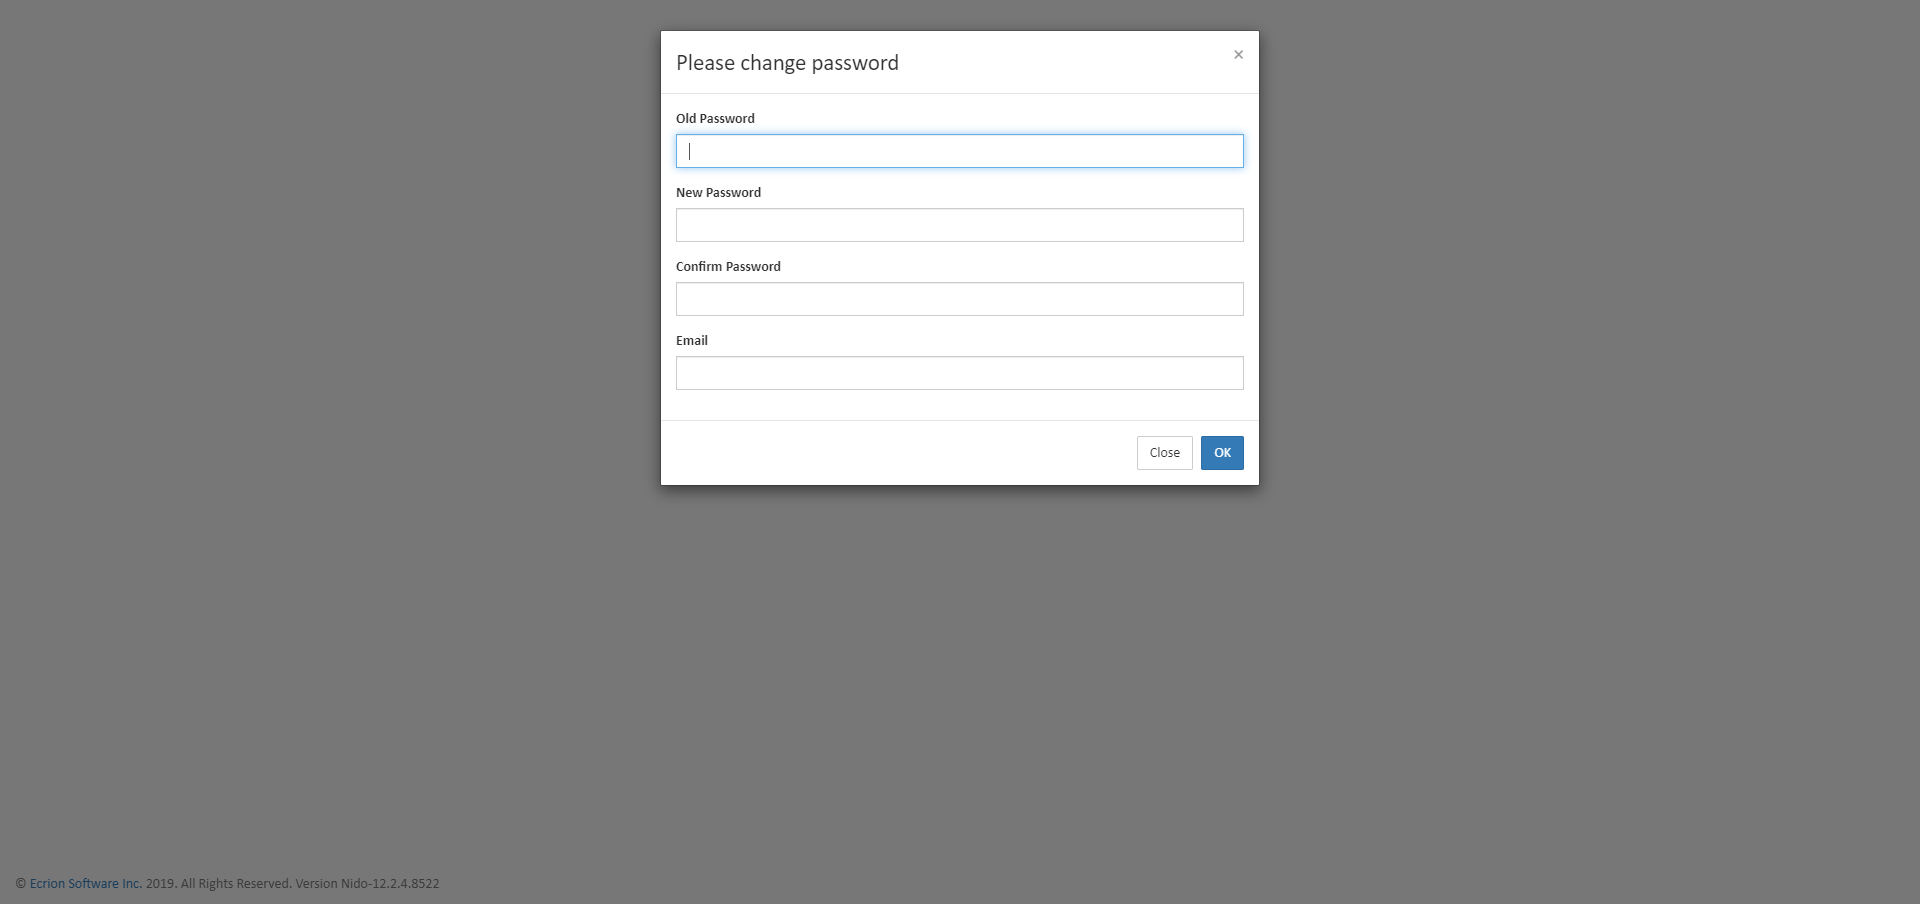 Please change password
×
Old Password
New Password
Confirm Password
Email
Close
OK
© Ecrion Software Inc. 2019. All Rights Reserved. Version Nido-12.2.4.8522